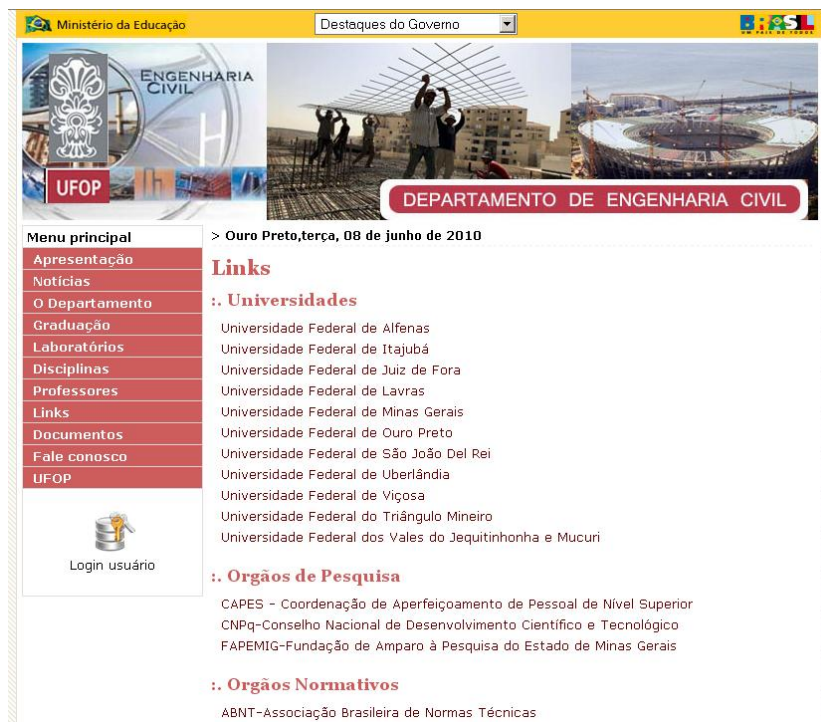 Ministério da Educação
Destaques do Governo
BRASIL
UM PAÍS DE TODOS
ENGENHARIA
CIVIL
UFOP
DEPARTAMENTO DE ENGENHARIA CIVIL
Menu principal
Apresentação
Notícias
O Departamento
Graduação
Laboratórios
Disciplinas
Professores
Links
Documentos
Fale conosco
UFOP
Login usuário
> Ouro Preto,terça, 08 de junho de 2010
Links
:. Universidades
Universidade Federal de Alfenas
Universidade Federal de Itajubá
Universidade Federal de Juiz de Fora
Universidade Federal de Lavras
Universidade Federal de Minas Gerais
Universidade Federal de Ouro Preto
Universidade Federal de São João Del Rei
Universidade Federal de Uberlândia
Universidade Federal de Viçosa
Universidade Federal do Triângulo Mineiro
Universidade Federal dos Vales do Jequitinhonha e Mucuri
:. Orgãos de Pesquisa
CAPES - Coordenação de Aperfeiçoamento de Pessoal de Nível Superior
CNPq-Conselho Nacional de Desenvolvimento Científico e Tecnológico
FAPEMIG-Fundação de Amparo à Pesquisa do Estado de Minas Gerais
:. Orgãos Normativos
ABNT-Associação Brasileira de Normas Técnicas